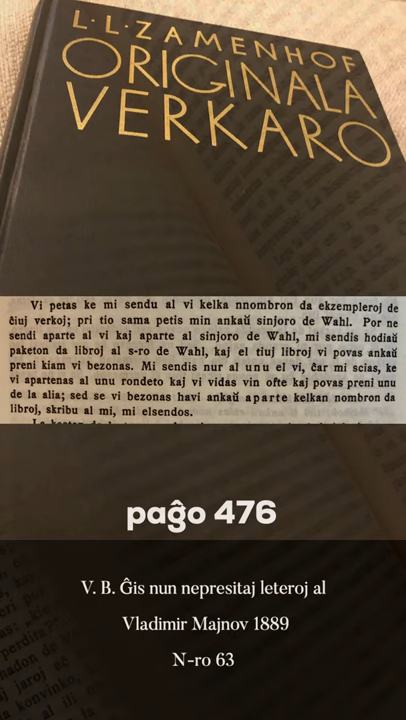 L·L·ZAMENHOF
ORIGINALA
VERKARO
Vi petas ke mi sendu al vi kelka nnombron da ekzempleroj de
ĉiuj verkoj; pri tio sama petis min ankaŭ sinjoro de Wahl. Por ne
sendi aparte al vi kaj aparte al sinjoro de Wahl, mi sendis hodiaŭ
paketon da libroj al s-ro de Wahl, kaj el tiuj libroj vi povas ankaŭ
preni kiam vi bezonas. Mi sendis nur al unu el vi, ĉar mi scias, ke
vi apartenas al unu rondeto kaj vi vidas vin ofte kaj povas preni unu
de la alia; sed se vi bezonas havi ankaŭ aparte kelkan nombron da
libroj, skribu al mi, mi elsendos.
paĝo 476
V. B. Ĝis nun nepresitaj leteroj al
Vladimir Majnov 1889
N-ro 63